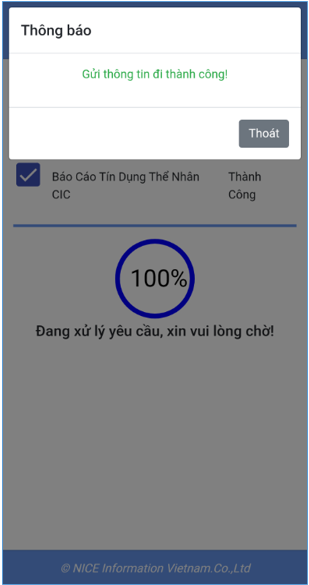 Thông báo
Gửi thông tin đi thành công!
Thoát
Báo Cáo Tín Dụng Thể Nhân
CIC
Thành
Công
100%
Đang xử lý yêu cầu, xin vui lòng chờ!
© NICE Information Vietnam.Co.,Ltd